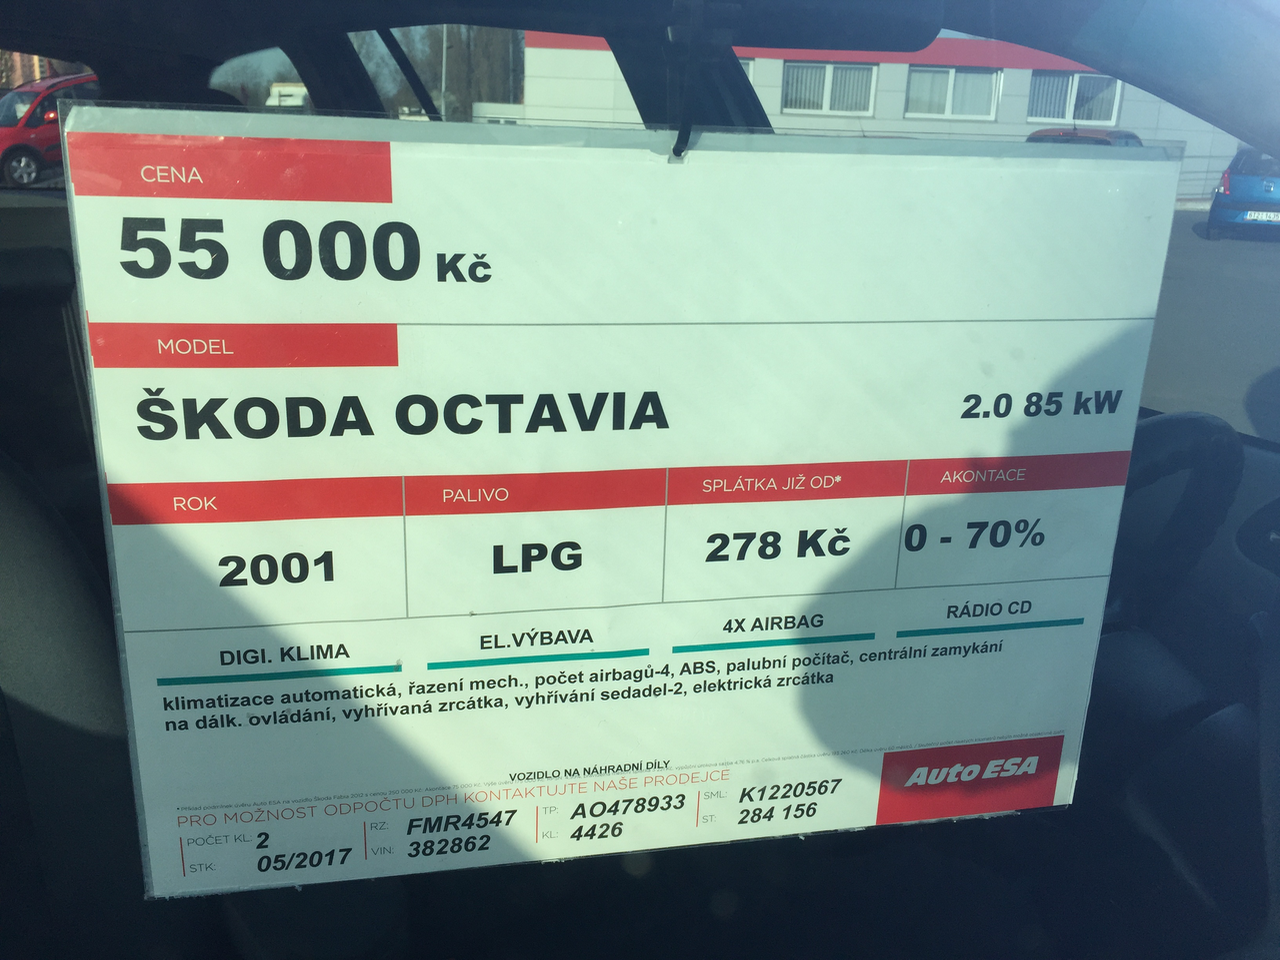 CENA
55 000 Kč
MODEL
ŠKODA OCTAVIA 2.0 85 kW
ROK PALIVO SPLÁTKA JIŽ OD* AKONTACE
2001 LPG 278 Kč 0 - 70%
DIGI. KLIMA EL.VÝBAVA 4X AIRBAG RÁDIO CD
klimatizace automatická, řazení mech., počet airbagů-4, ABS, palubní počítač, centrální zamykání
na dálk. ovládání, vyhřívaná zrcátka, vyhřívání sedadel-2, elektrická zrcátka
VOZIDLO NA NÁHRADNÍ DÍLY
PRO MOŽNOST ODPOČTU DPH KONTAKTUJTE NAŠE PRODEJCE
POČET KL: 2 RZ: FMR4547 TP: AO478933 SML: K1220567
STK: 05/2017 VIN: 382862 KL: 4426 ST: 284 156
Auto ESA